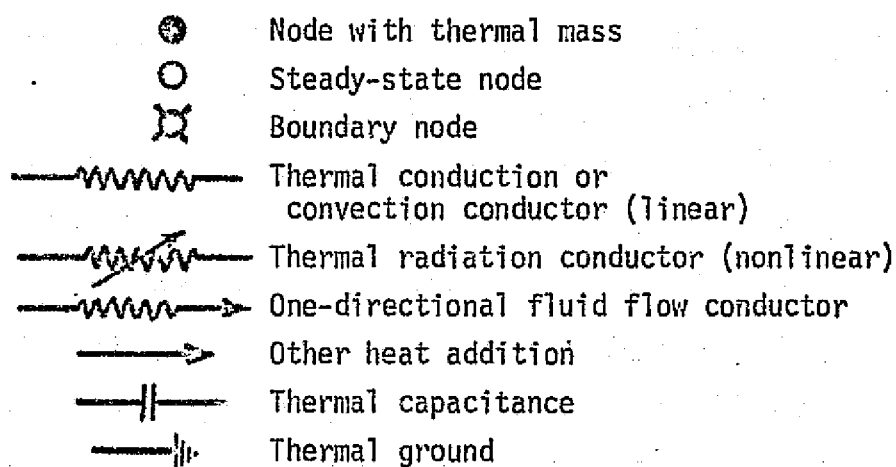 Node with thermal mass
Steady-state node
Boundary node
Thermal conduction or
convection conductor (linear)
Thermal radiation conductor (nonlinear)
One-directional fluid flow conductor
Other heat addition
Thermal capacitance
Thermal ground